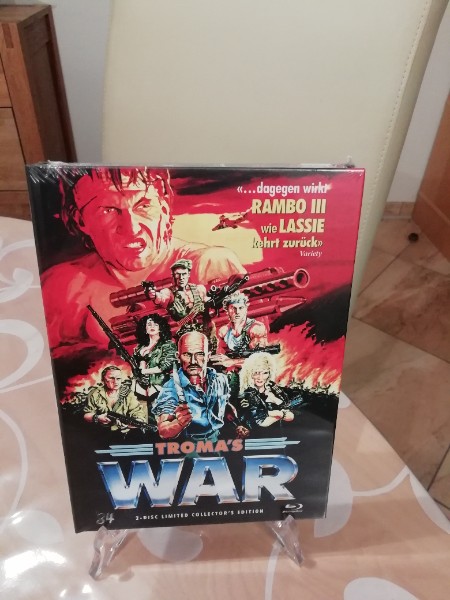 «...dagegen wirkt
RAMBO III
wie LASSIE
kehrt zurück»
Variety
TROMA'S
WAR
84
2-DISC LIMITED COLLECTOR'S EDITION